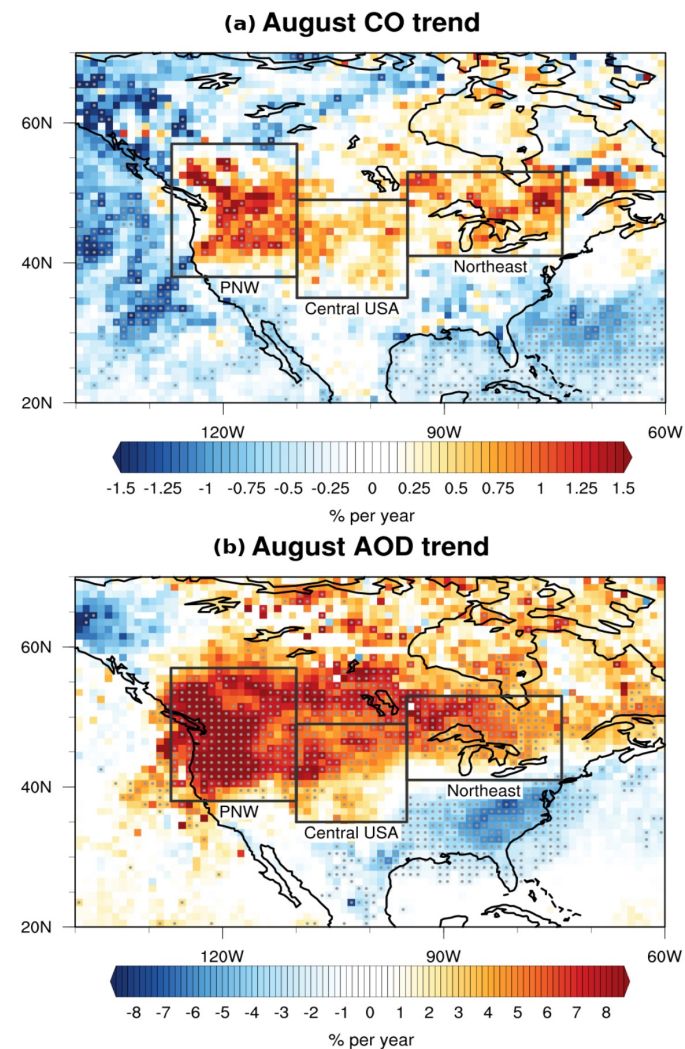 (a) August CO trend
60N
40N
20N
PNW
Central USA
Northeast
120W 90W 60W
-1.5 -1.25 -1 -0.75 -0.5 -0.25 0 0.25 0.5 0.75 1 1.25 1.5
% per year
(b) August AOD trend
60N
40N
20N
PNW
Central USA
Northeast
120W 90W 60W
-8 -7 -6 -5 -4 -3 -2 -1 0 1 2 3 4 5 6 7 8
% per year